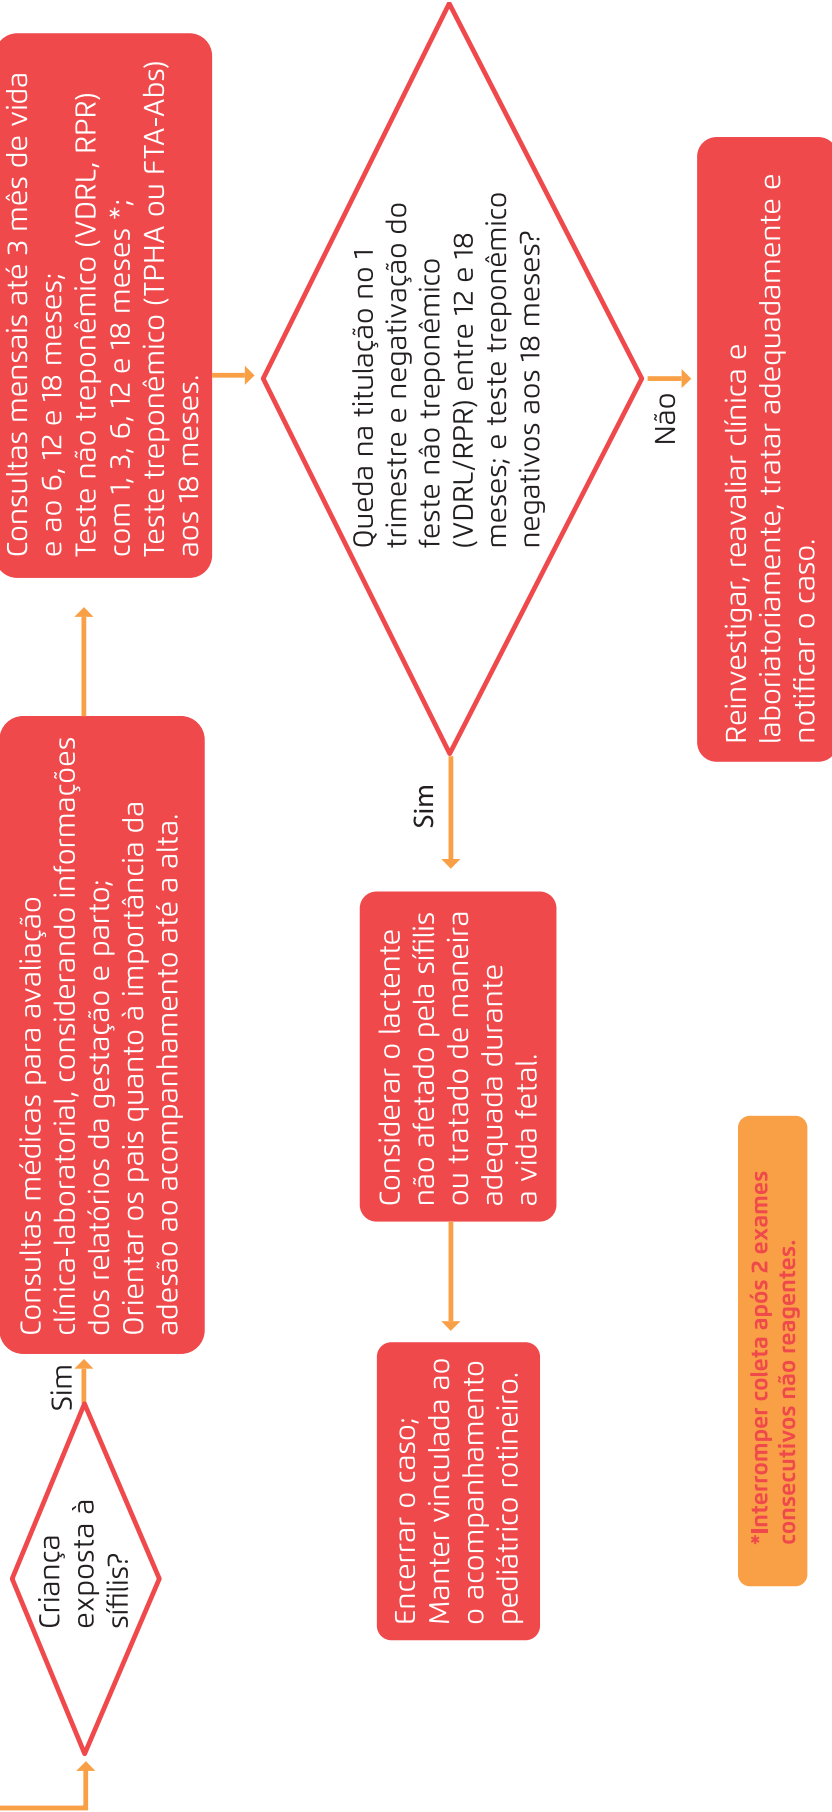 Criança
exposta à
sífilis?
Sim
Consultas médicas para avaliação
clínica-laboratorial, considerando informações
dos relatórios da gestação e parto;
Orientar os pais quanto à importância da
adesão ao acompanhamento até a alta.
Consultas mensais até 3 mês de vida
e ao 6, 12 e 18 meses;
Teste não treponêmico (VDRL, RPR)
com 1, 3, 6, 12 e 18 meses *;
Teste treponêmico (TPHA ou FTA-Abs)
aos 18 meses.
Queda na titulação no 1
trimestre e negativação do
feste não treponêmico
(VDRL/RPR) entre 12 e 18
meses; e teste treponêmico
negativos aos 18 meses?
Sim
Considerar o lactente
não afetado pela sífilis
ou tratado de maneira
adequada durante
a vida fetal.
Encerrar o caso;
Manter vinculada ao
o acompanhamento
pediátrico rotineiro.
Não
Reinvestigar, reavaliar clínica e
laboriatoriamente, tratar adequadamente e
notificar o caso.
*Interromper coleta após 2 exames
consecutivos não reagentes.